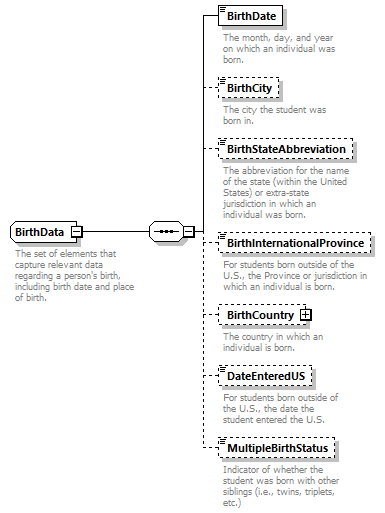 BirthDate
The month, day, and year
on which an individual was
born.
BirthCity
The city the student was
born in.
BirthStateAbbreviation
The abbreviation for the name
of the state (within the United
States) or extra-state
jurisdiction in which an
individual was born.
BirthData
The set of elements that
capture relevant data
regarding a person's birth,
including birth date and place
of birth.
BirthInternationalProvince
For students born outside of the
U.S., the Province or jurisdiction in
which an individual is born.
BirthCountry
The country in which an
individual is born.
DateEnteredUS
For students born outside of
the U.S., the date the
student entered the U.S.
MultipleBirthStatus
Indicator of whether the
student was born with other
siblings (i.e., twins, triplets,
etc.)